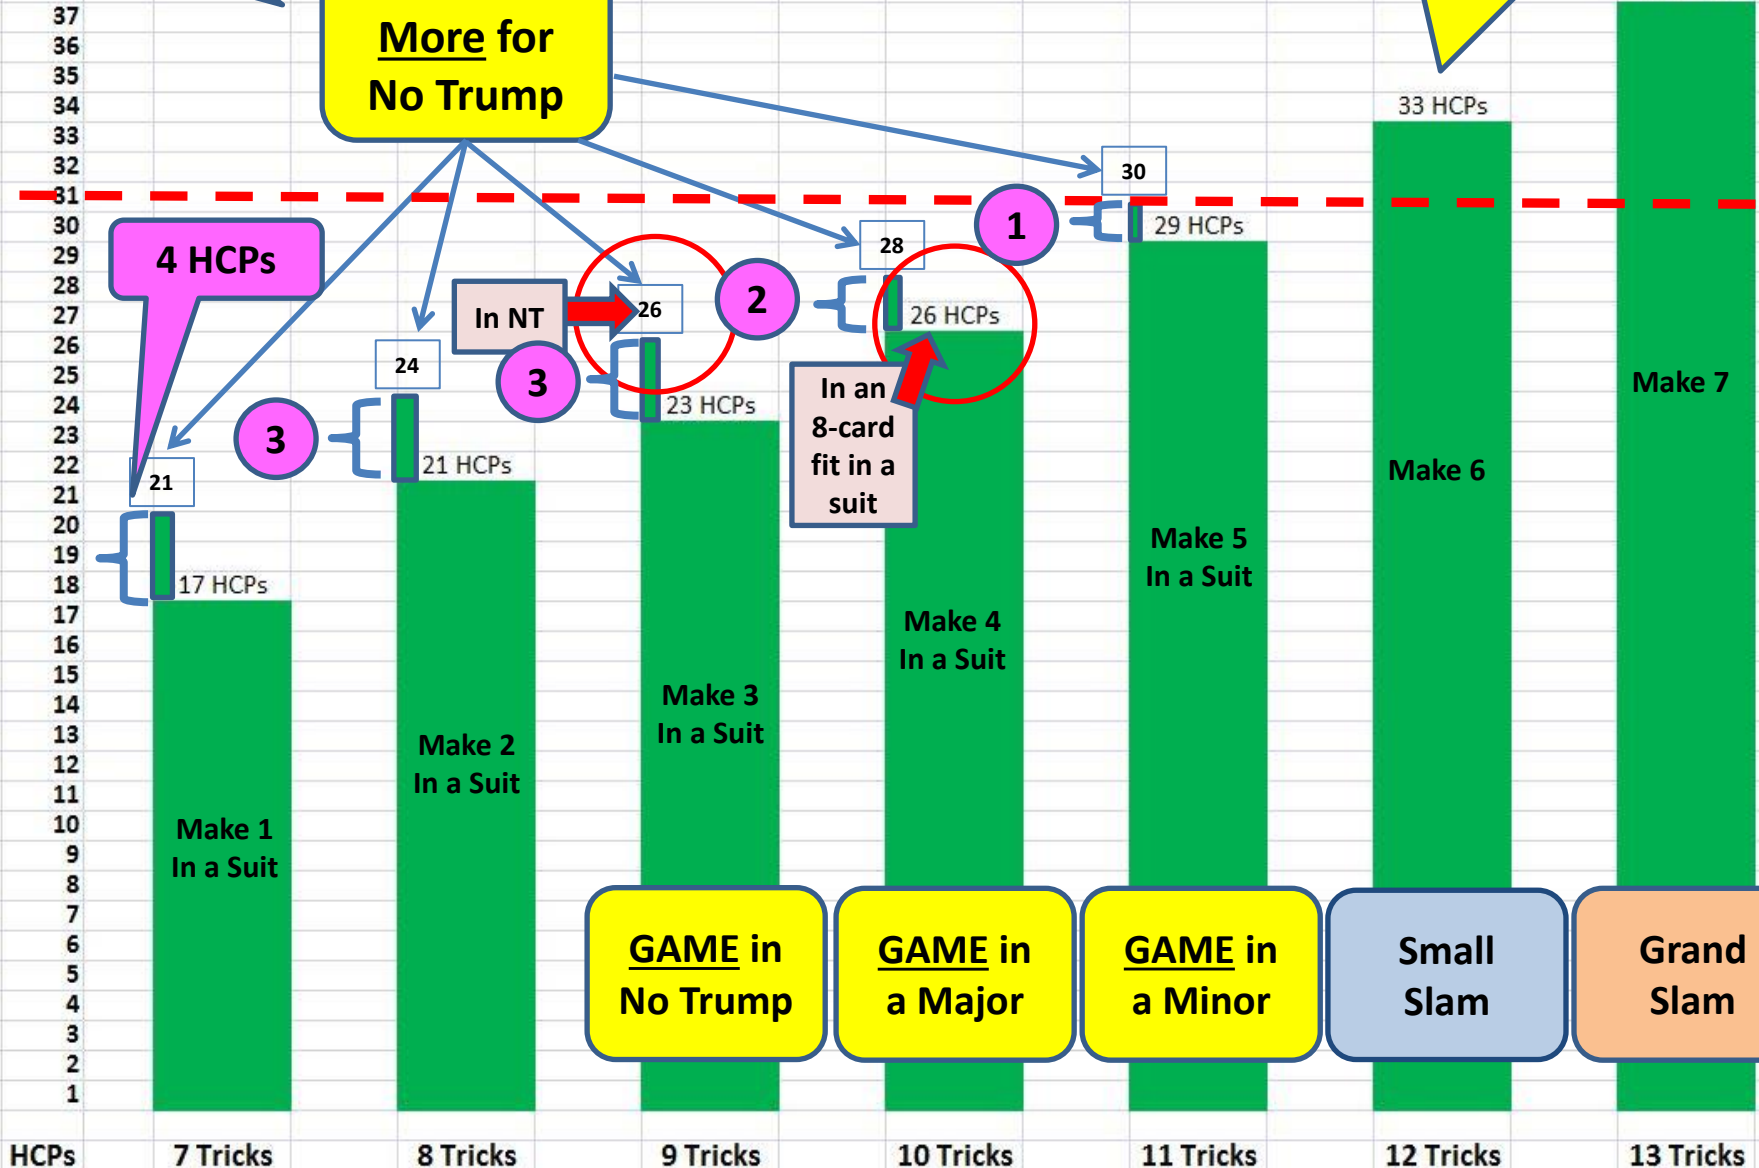 More for
No Trump
37
36
35
34
33
32
31
30
29
28
27
26
25
24
23
22
21
20
19
18
17
16
15
14
13
12
11
10
9
8
7
6
5
4
3
2
1
4 HCPs
21
17 HCPs
Make 1
In a Suit
3
24
21 HCPs
Make 2
In a Suit
In NT
26
3
23 HCPs
Make 3
In a Suit
2
28
26 HCPs
In an
8-card
fit in a
suit
Make 4
In a Suit
1
30
29 HCPs
Make 5
In a Suit
33 HCPs
Make 6
Make 7
GAME in
No Trump
GAME in
a Major
GAME in
a Minor
Small
Slam
Grand
Slam
HCPs 7 Tricks 8 Tricks 9 Tricks 10 Tricks 11 Tricks 12 Tricks 13 Tricks